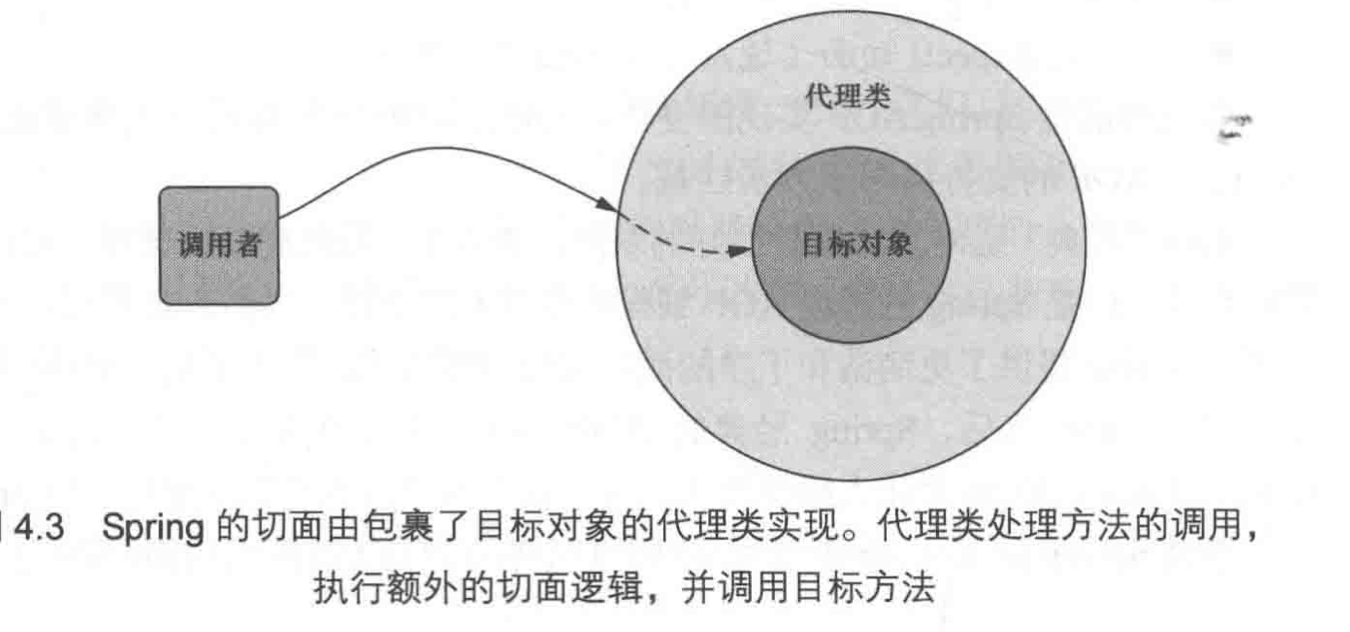 代理类
调用者
目标对象
4.3 Spring 的切面由包裹了目标对象的代理类实现。代理类处理方法的调用，
执行额外的切面逻辑，并调用目标方法